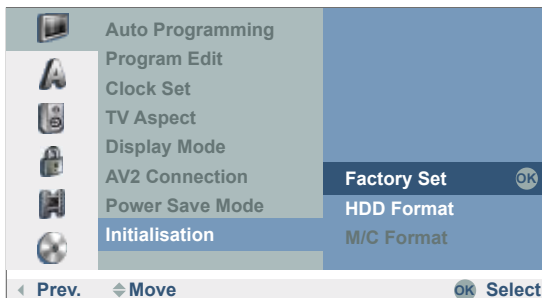 Auto Programming
Program Edit
Clock Set
TV Aspect
Display Mode
AV2 Connection
Power Save Mode
Initialisation
Factory Set OK
HDD Format
M/C Format
Prev. Move OK Select